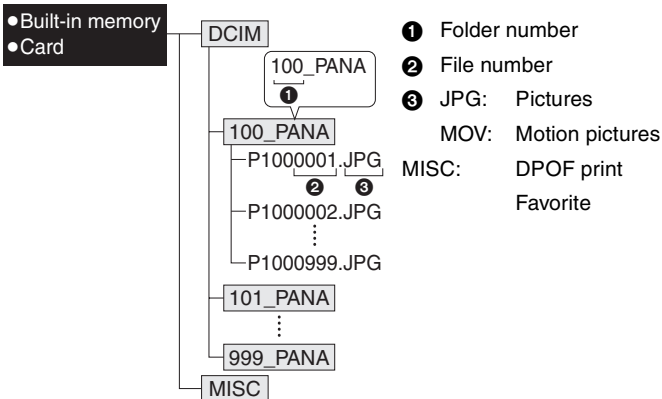 ●Built-in memory
●Card
DCIM
100_PANA
❶
100_PANA
P1000001.JPG
❷ ❸
P1000002.JPG
P1000999.JPG
101_PANA
999_PANA
MISC
❶ Folder number
❷ File number
❸ JPG: Pictures
MOV: Motion pictures
MISC: DPOF print
Favorite